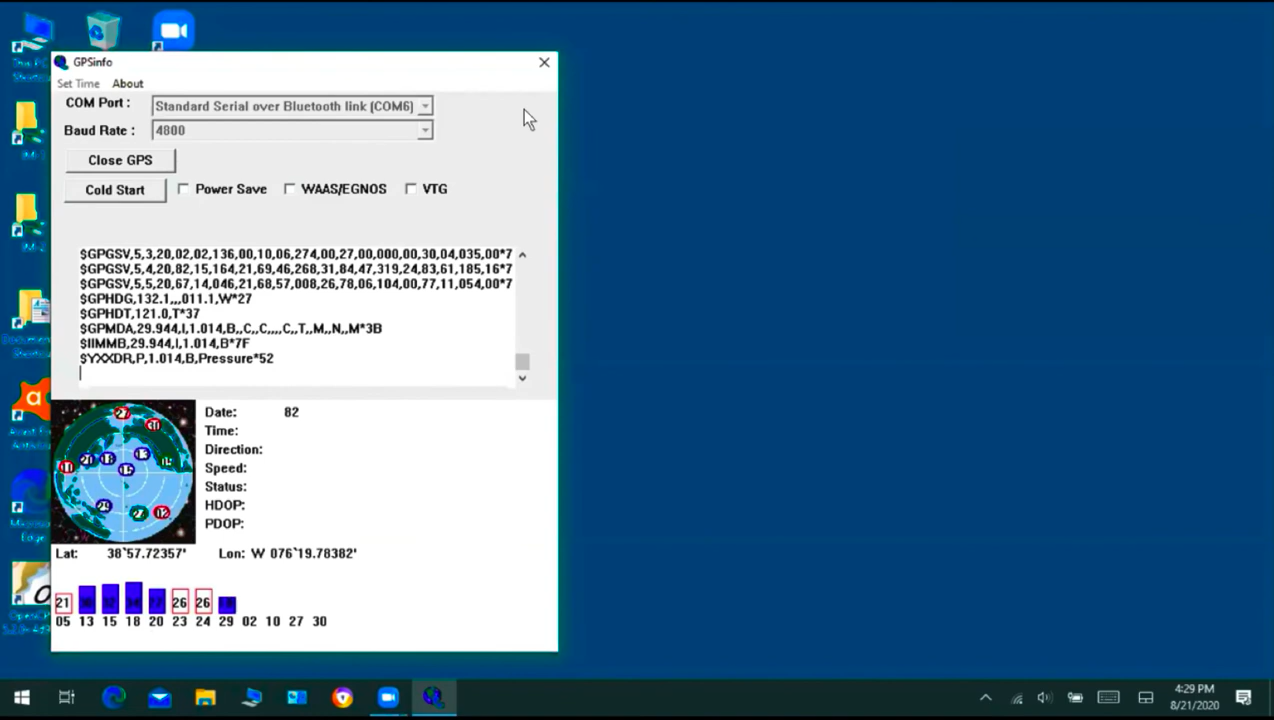 GPSinfo
Set Time About
COM Port : Standard Serial over Bluetooth link (COM6)
Baud Rate : 4800
Close GPS
Cold Start Power Save WAAS/EGNOS VTG
$GPGSV,5,3,20,02,02,136,00,10,06,274,00,27,00,000,00,30,04,035,00*7
$GPGSV,5,4,20,82,15,164,21,69,46,268,31,84,47,319,24,83,61,185,16*7
$GPGSV,5,5,20,67,14,046,21,68,57,008,26,78,06,104,00,77,11,054,00*7
$GPHDG,132.1,,,011.1,W*27
$GPHDT,121.0,T*37
$GPMDA,29.944,I,1.014,B,,C,,C,,,,C,,T,,M,,N,,M*3B
$IIMMB,29.944,I,1.014,B*7F
$YXXDR,P,1.014,B,Pressure*52
Date: 82
Time:
Direction:
Speed:
Status:
HDOP:
PDOP:
Lat: 38`57.72357' Lon: W 076`19.78382'
21 26 26
05 13 15 18 20 23 24 29 02 10 27 30
4:29 PM
8/21/2020